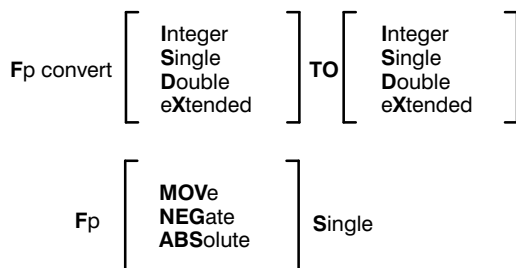 Integer Integer
Single Single
Fp convert Double TO Double
eXtended eXtended
MOVe
Fp NEGate Single
ABSolute